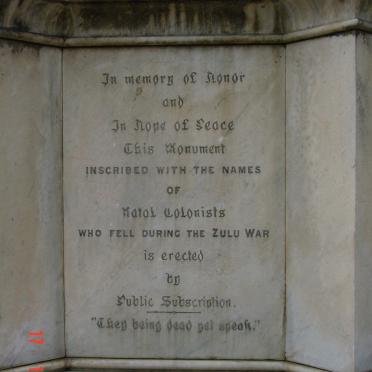 In memory of Honor
and
In Hope of Peace
This Monument
INSCRIBED WITH THE NAMES
OF
Natal Colonists
WHO FELL DURING THE ZULU WAR
is erected
by
Public Subscription.
"They being dead yet speak."